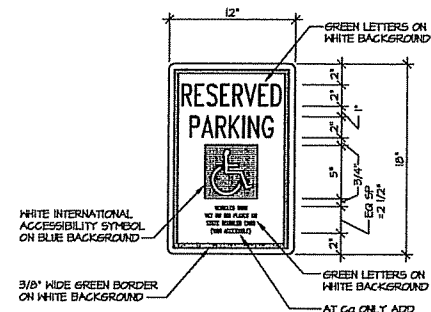 12"
GREEN LETTERS ON
WHITE BACKGROUND
RESERVED
PARKING
2"
2"
1"
2"
5"
3/4"
EQ SP
=2 1/2"
2"
18"
WHITE INTERNATIONAL
ACCESSIBILITY SYMBOL
ON BLUE BACKGROUND
VEHICLES MUST
3/8" WIDE GREEN BORDER
ON WHITE BACKGROUND
GREEN LETTERS ON
WHITE BACKGROUND
AT ONLY ADD